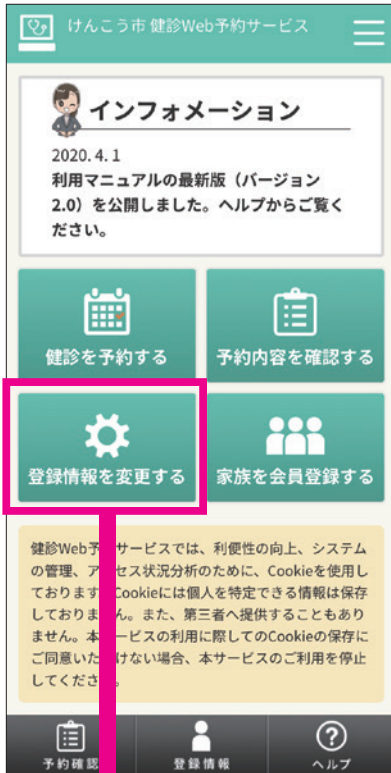 けんこう市 健診Web予約サービス
インフォメーション
2020.4.1
利用マニュアルの最新版（バージョン
2.0）を公開しました。ヘルプからご覧く
ださい。
健診を予約する
予約内容を確認する
登録情報を変更する
家族を会員登録する
健診Web予 サービスでは、利便性の向上、システム
の管理、ア セス状況分析のために、Cookieを使用し
ております Cookieには個人を特定できる情報は保存
しておりま ん。また、第三者へ提供することもあり
ません。本 ービスの利用に際してのCookieの保存に
ご同意いた けない場合、本サービスのご利用を停止
してくださ 。
予約確認
登録情報
ヘルプ